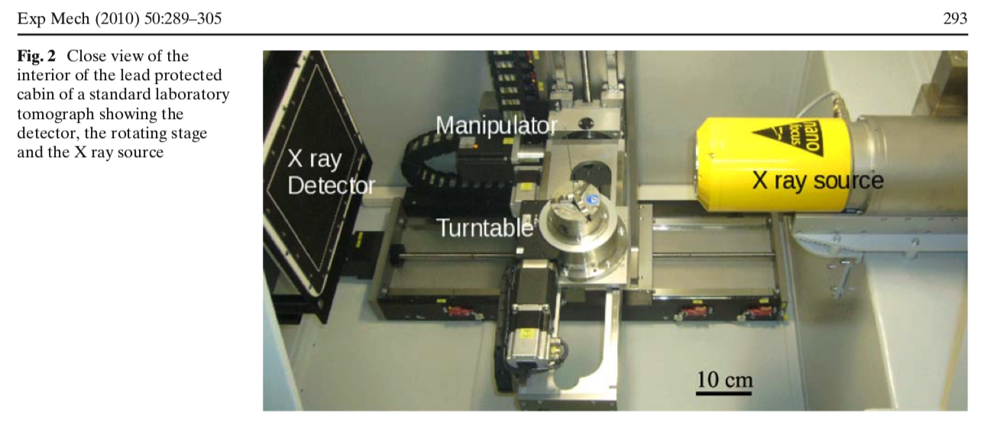 Exp Mech (2010) 50:289–305
293
Fig. 2 Close view of the
interior of the lead protected
cabin of a standard laboratory
tomograph showing the
detector, the rotating stage
and the X ray source
Manipulator
X ray
Detector
nano
focus
X ray source
Turntable
10 cm